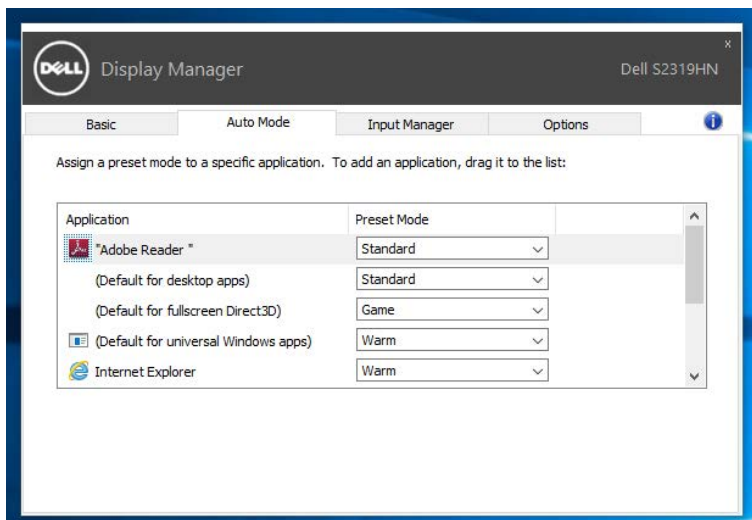 DELL Display Manager
x
Dell S2319HN
Basic Auto Mode Input Manager Options
Assign a preset mode to a specific application. To add an application, drag it to the list:
Application Preset Mode
"Adobe Reader " Standard
(Default for desktop apps) Standard
(Default for fullscreen Direct3D) Game
(Default for universal Windows apps) Warm
Internet Explorer Warm